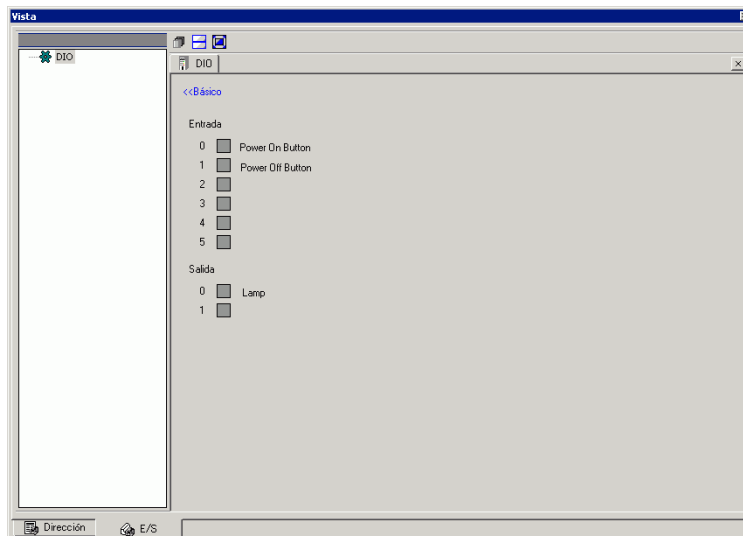 Vista
DIO
DIO
<<Básico
Entrada
0 Power On Button
1 Power Off Button
2
3
4
5
Salida
0 Lamp
1
Dirección E/S